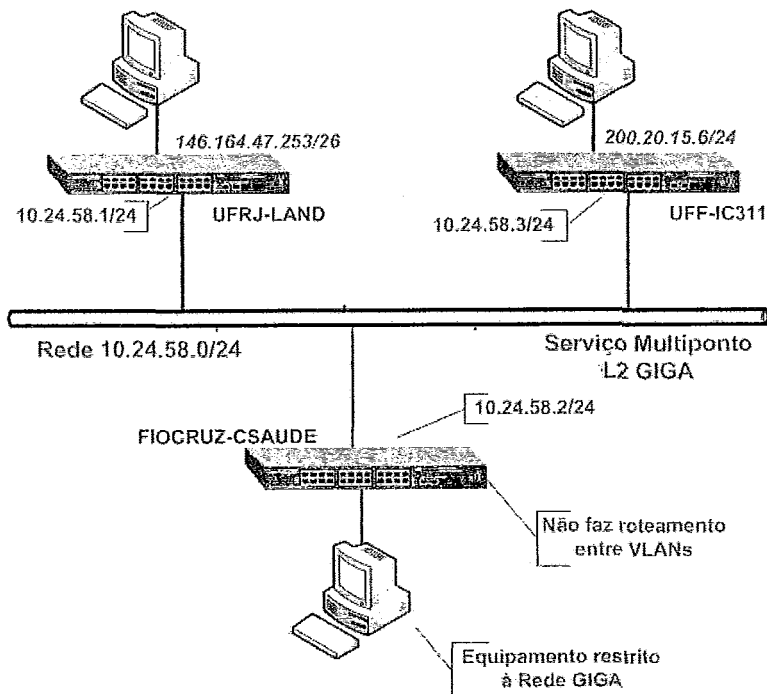 146.164.47.253/26
200.20.15.6/24
10.24.58.1/24
UFRJ-LAND
10.24.58.3/24
UFF-IC311
Rede 10.24.58.0/24
Serviço Multiponto
L2 GIGA
10.24.58.2/24
FIOCRUZ-CSAUDE
Não faz roteamento
entre VLANs
Equipamento restrito
à Rede GIGA